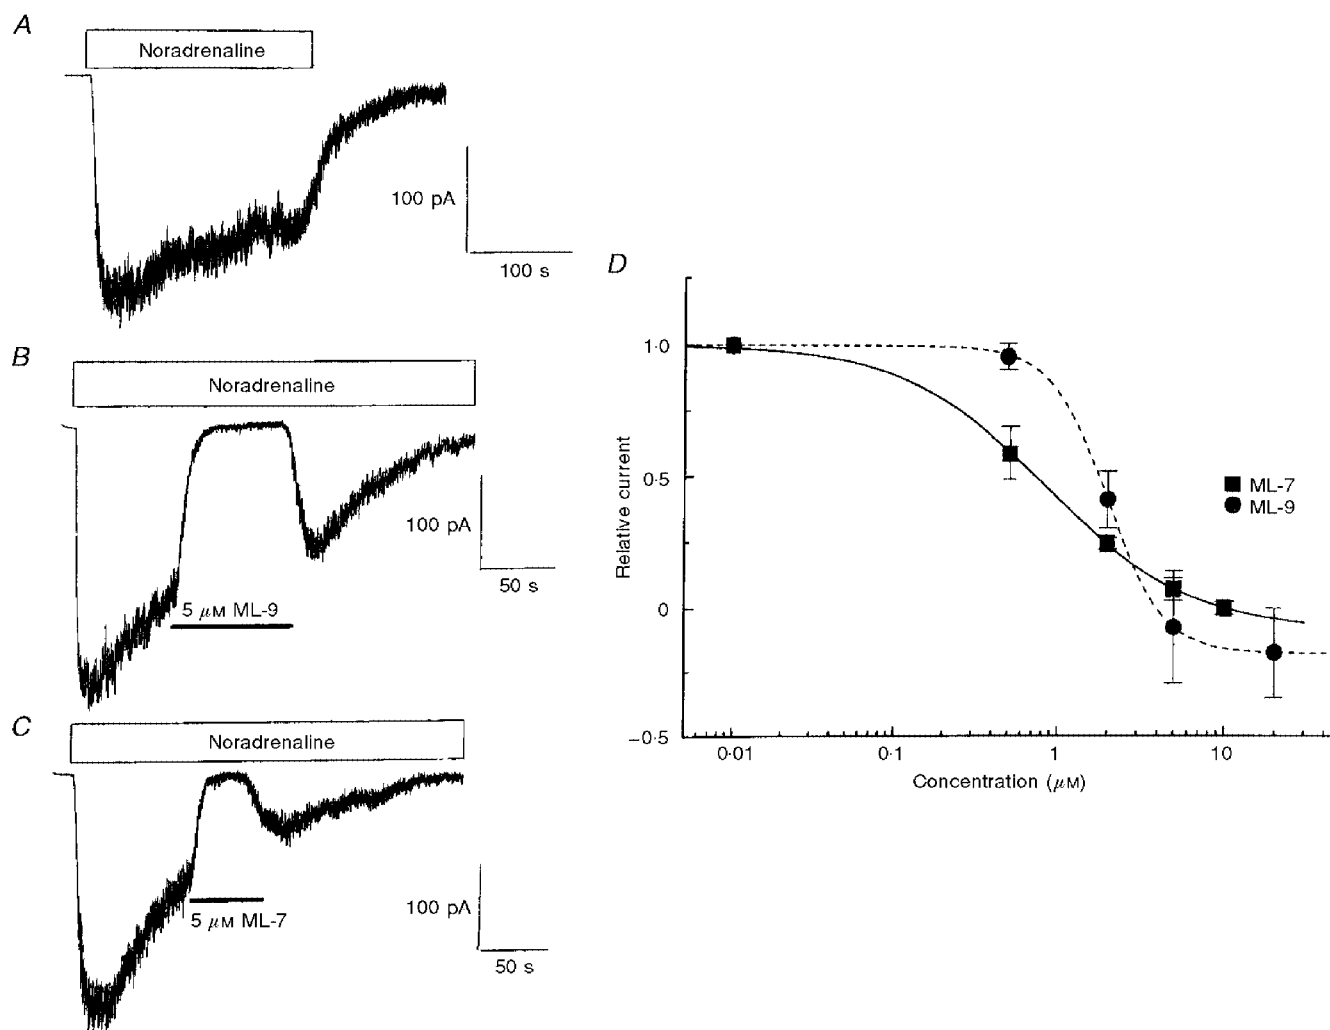 A
Noradrenaline
100 pA
100 s
B
Noradrenaline
5 μM ML-9
100 pA
50 s
C
Noradrenaline
5 μM ML-7
100 pA
50 s
D
1·0
0·5
0
−0·5
Relative current
0·01
0·1
1
10
Concentration (μM)
ML-7
ML-9